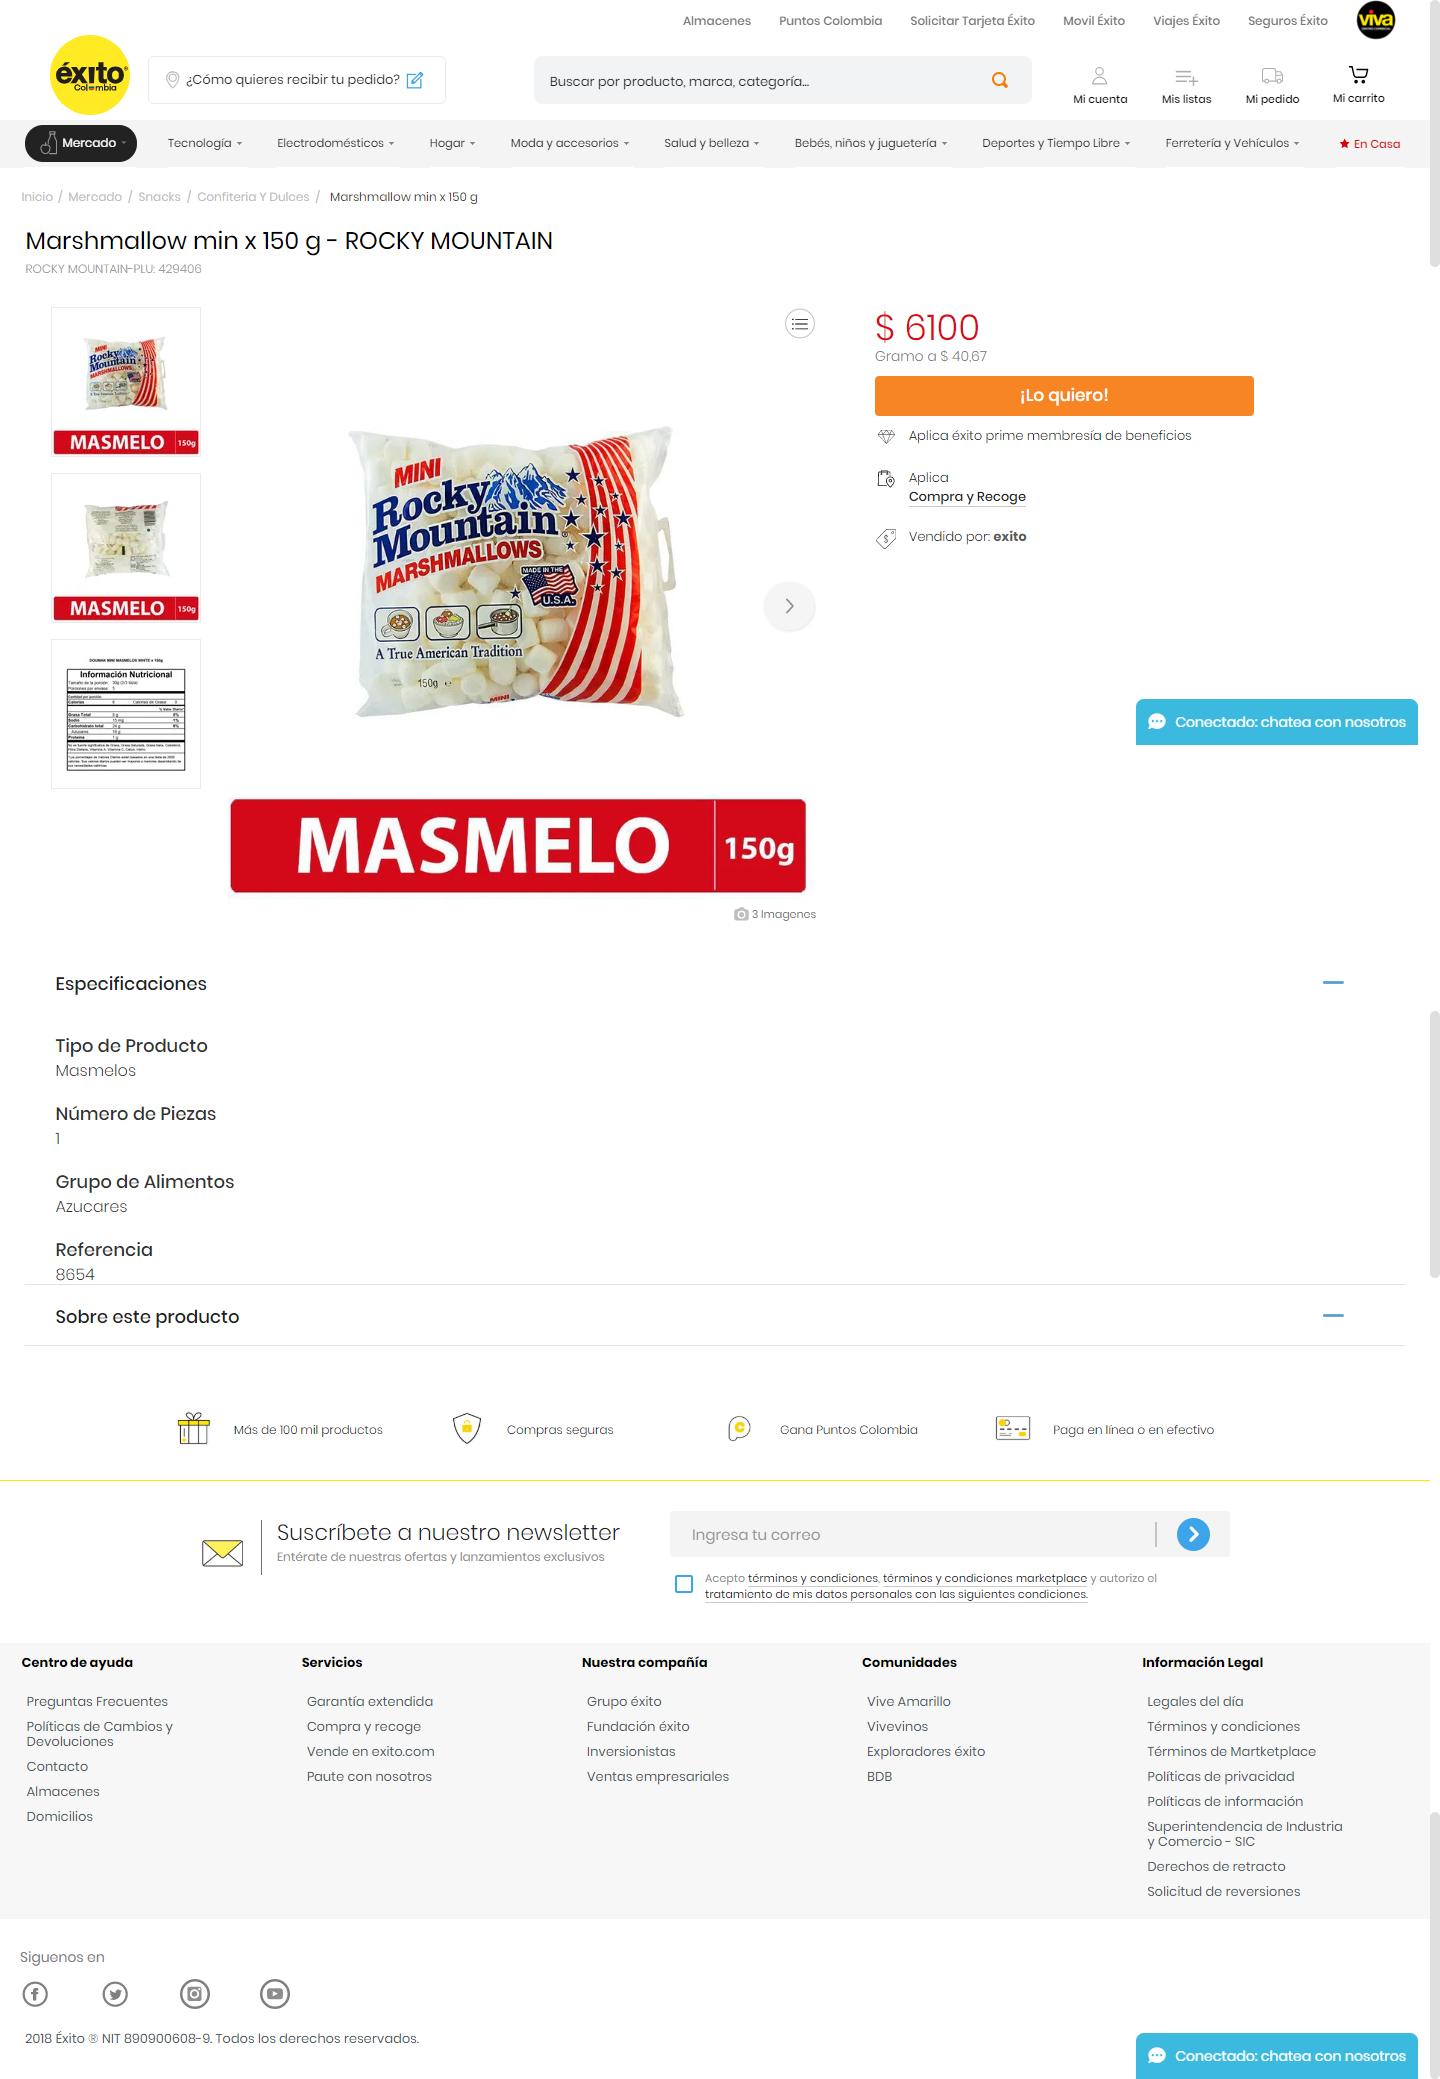 Almacenes Puntos Colombia Solicitar Tarjeta Éxito Movil Éxito Viajes Éxito Seguros Éxito viva
éxito
Colombia
¿Cómo quieres recibir tu pedido?
Buscar por producto, marca, categoría...
Mi cuenta Mis listas Mi pedido Mi carrito
Mercado Tecnología Electrodomésticos Hogar Moda y accesorios Salud y belleza Bebés, niños y juguetería Deportes y Tiempo Libre Ferretería y Vehículos En Casa
Inicio / Mercado / Snacks / Confiteria Y Dulces / Marshmallow min x 150 g
Marshmallow min x 150 g - ROCKY MOUNTAIN
ROCKY MOUNTAIN-PLU: 429406
MINI
Rocky
Mountain
MARSHMALLOWS
MASMELO 150g
MASMELO 150g
Información Nutricional
MINI
Rocky
Mountain®
MARSHMALLOWS
MADE IN THE
U.S.A.
A True American Tradition
150g e
MINI
MASMELO 150g
3 Imagenes
$ 6100
Gramo a $ 40,67
¡Lo quiero!
Aplica éxito prime membresía de beneficios
Aplica
Compra y Recoge
Vendido por: exito
Conectado: chatea con nosotros
Especificaciones
Tipo de Producto
Masmelos
Número de Piezas
1
Grupo de Alimentos
Azucares
Referencia
8654
Sobre este producto
Más de 100 mil productos Compras seguras Gana Puntos Colombia Paga en línea o en efectivo
Suscríbete a nuestro newsletter
Entérate de nuestras ofertas y lanzamientos exclusivos
Ingresa tu correo
Acepto términos y condiciones, términos y condiciones marketplace y autorizo el
tratamiento de mis datos personales con las siguientes condiciones.
Centro de ayuda
Preguntas Frecuentes
Políticas de Cambios y
Devoluciones
Contacto
Almacenes
Domicilios
Servicios
Garantía extendida
Compra y recoge
Vende en exito.com
Paute con nosotros
Nuestra compañía
Grupo éxito
Fundación éxito
Inversionistas
Ventas empresariales
Comunidades
Vive Amarillo
Vivevinos
Exploradores éxito
BDB
Información Legal
Legales del día
Términos y condiciones
Términos de Martketplace
Políticas de privacidad
Políticas de información
Superintendencia de Industria
y Comercio - SIC
Derechos de retracto
Solicitud de reversiones
Siguenos en
2018 Éxito ® NIT 890900608-9. Todos los derechos reservados.
Conectado: chatea con nosotros